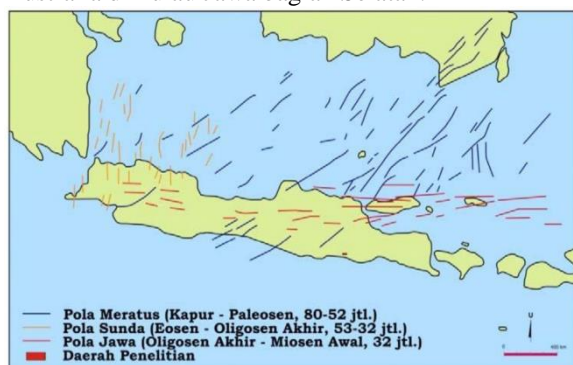 Pola Meratus (Kapur - Paleosen, 80-52 jtl.)
Pola Sunda (Eosen - Oligosen Akhir, 53-32 jtl.)
Pola Jawa (Oligosen Akhir - Miosen Awal, 32 jtl.)
Daerah Penelitian
U
0